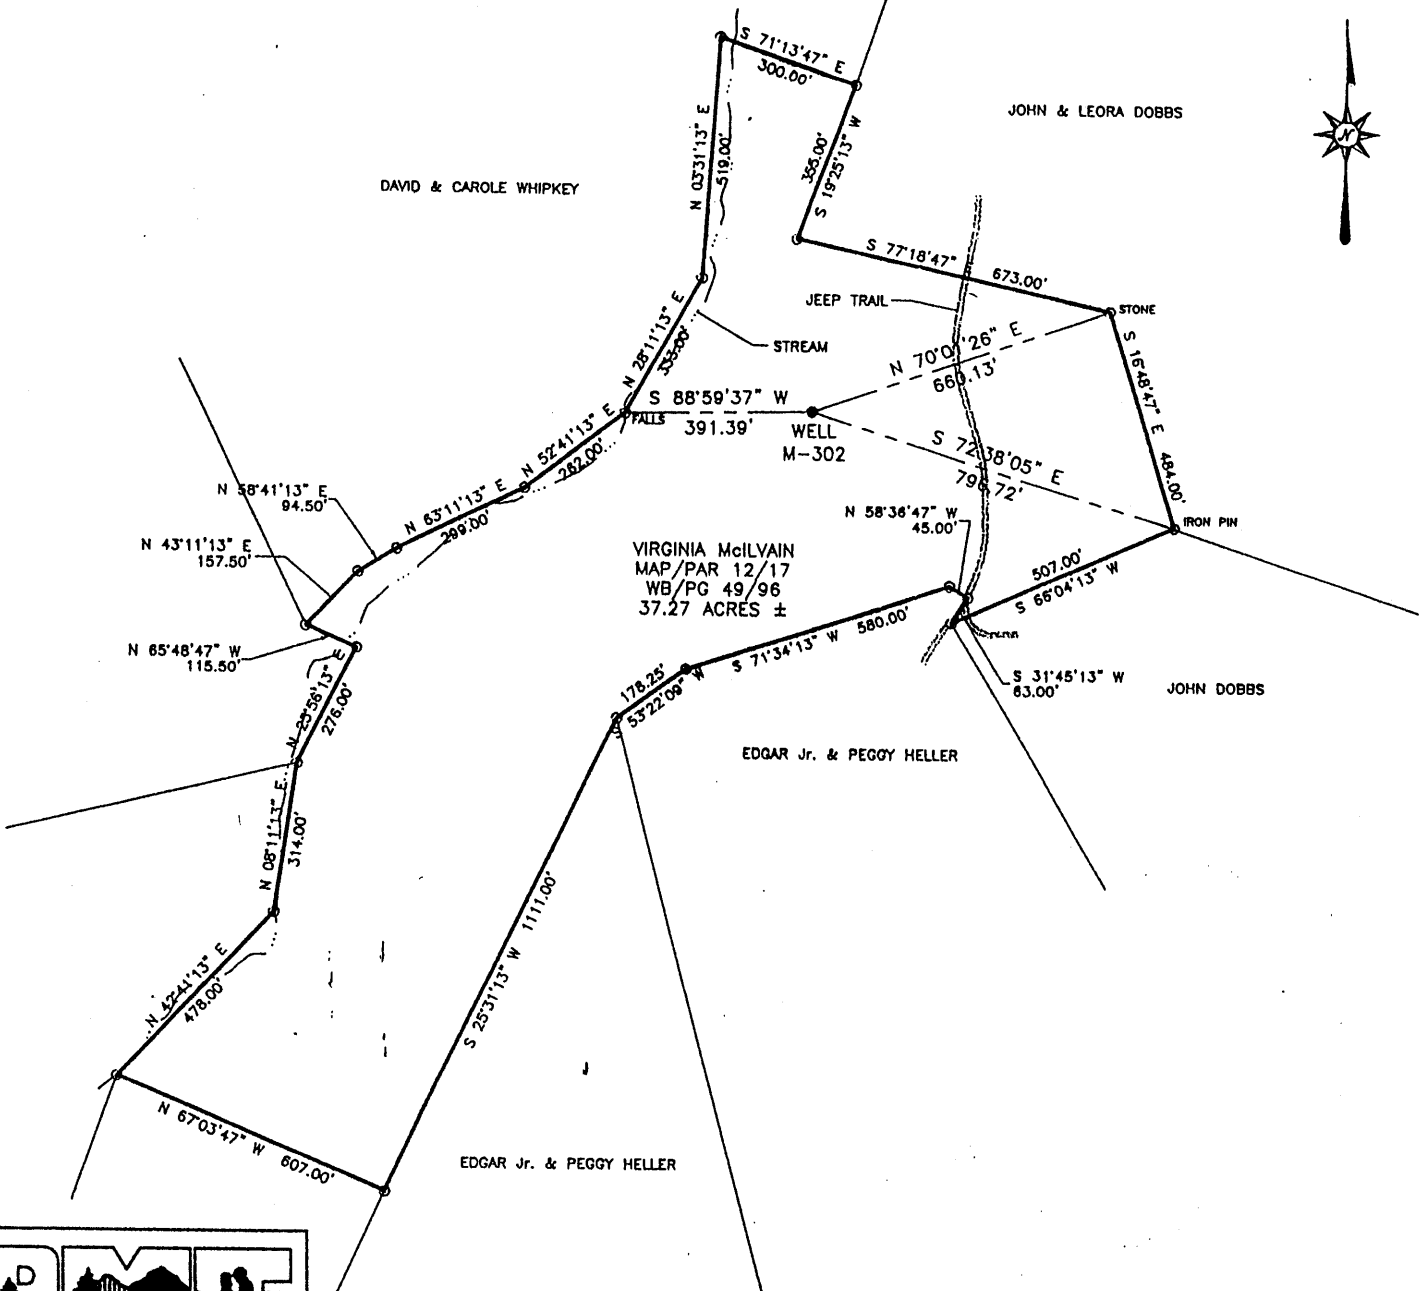 S 71°13'47" E
300.00'
JOHN & LEORA DOBBS
N
N 03°31'13" E
519.00'
355.00'
S 19°25'13" W
DAVID & CAROLE WHIPKEY
S 77°18'47"
673.00'
JEEP TRAIL
STONE
STREAM
N 28°11'13" E
333.00'
N 70°01'26" E
660.13'
S 16°48'47" E
484.00'
S 88°59'37" W
391.39'
FALLS
WELL
M-302
S 72°38'05" E
N 52°41'13" E
262.00'
N 58°41'13" E
94.50'
N 63°11'13" E
299.00'
N 58°36'47" W
45.00'
IRON PIN
N 43°11'13" E
157.50'
VIRGINIA McILVAIN
MAP/PAR 12/17
WB/PG 49/96
37.27 ACRES ±
507.00'
S 66°04'13" W
580.00'
S 71°34'13" W
N 65°48'47" W
115.50'
178.25'
S 53°22'09" W
S 31°45'13" W
63.00'
JOHN DOBBS
276.00'
EDGAR Jr. & PEGGY HELLER
N 08°11'13" E
314.00'
S 25°31'13" W 1111.00'
N 42°41'13" E
478.00'
N 67°03'47" W
607.00'
EDGAR Jr. & PEGGY HELLER
D